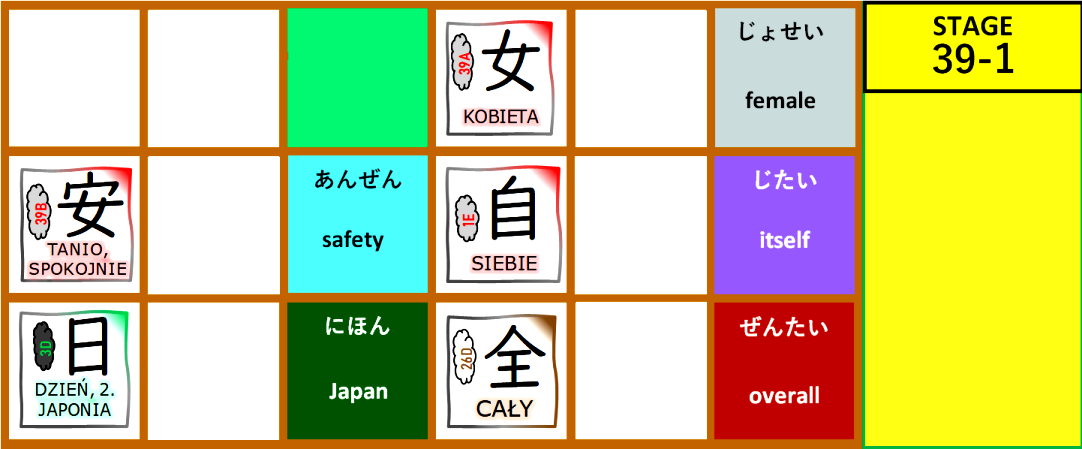 39A
女
KOBIETA
じょせい
female
STAGE
39-1
39B
安
TANIO,
SPOKOJNIE
あんぜん
safety
1E
自
SIEBIE
じたい
itself
3D
日
DZIEŃ, 2.
JAPONIA
にほん
Japan
26D
全
CAŁY
ぜんたい
overall